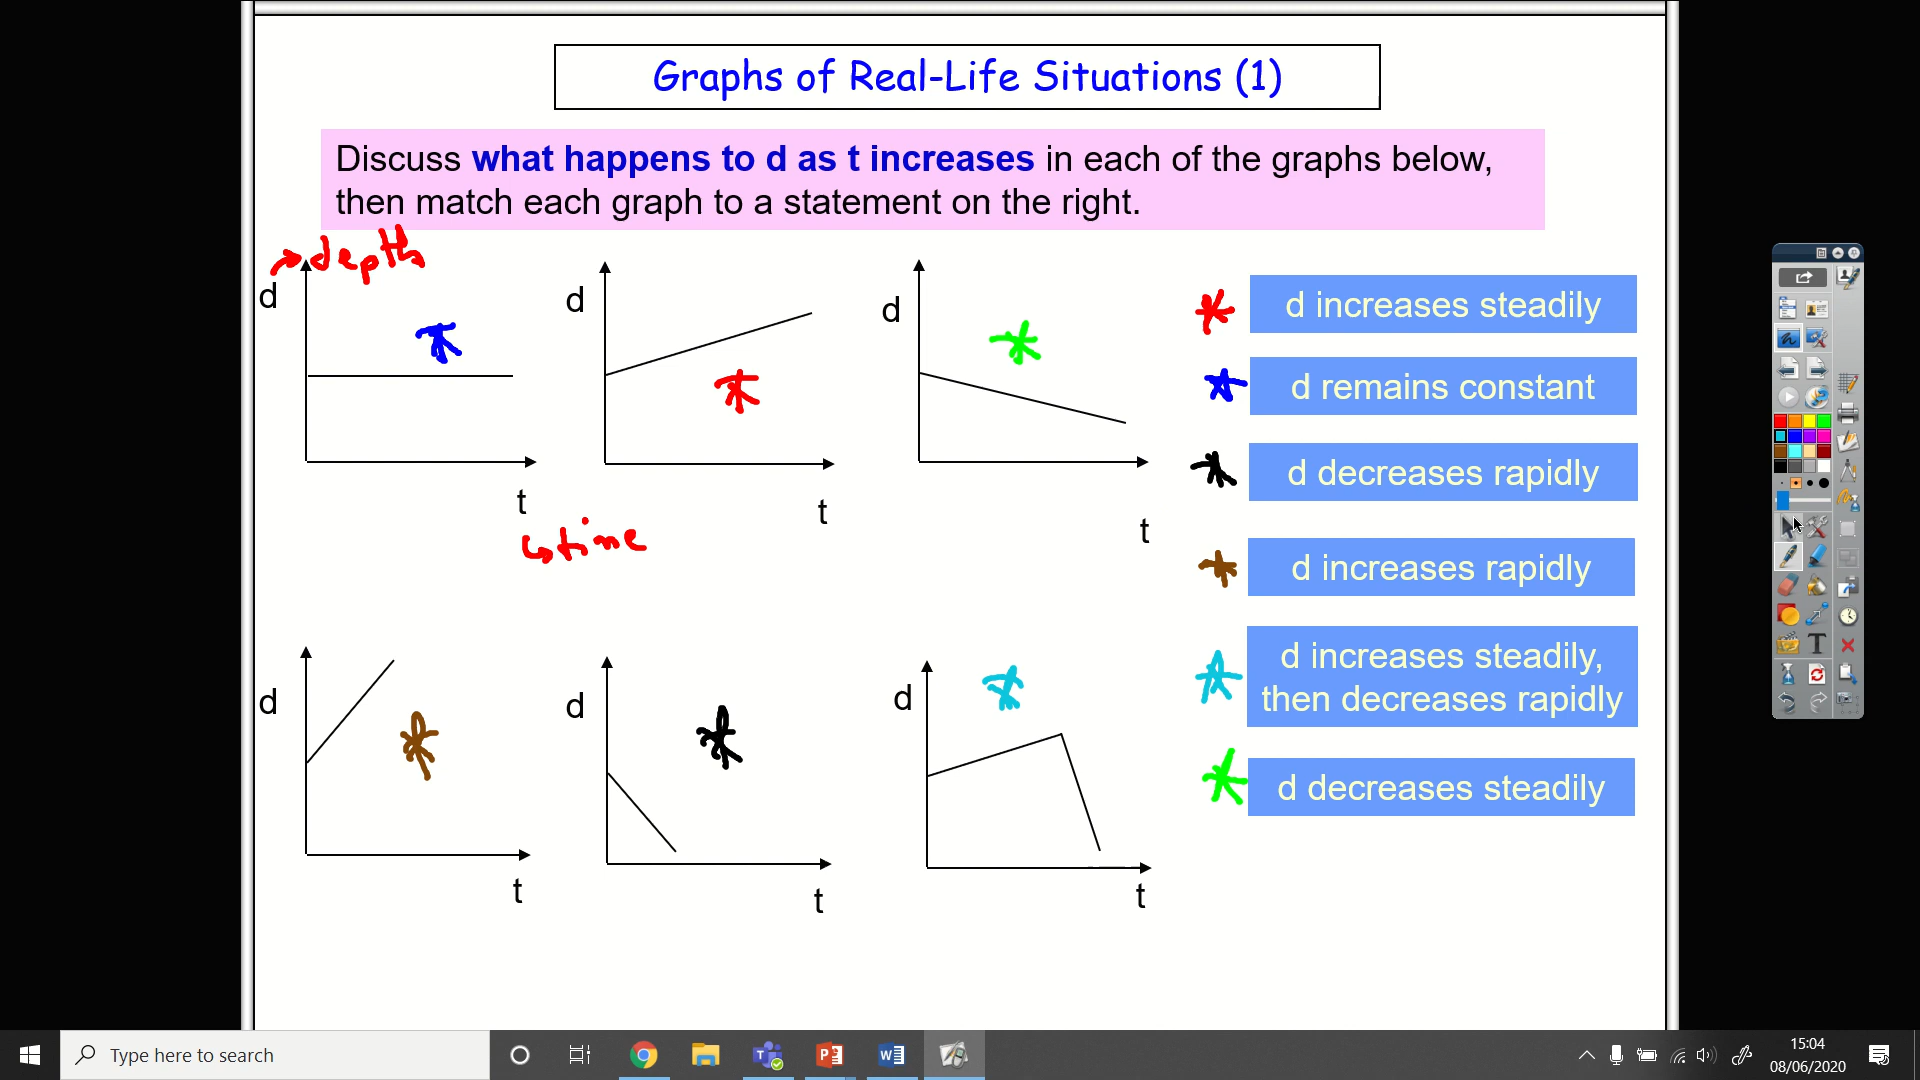 Graphs of Real-Life Situations (1)
Discuss what happens to d as t increases in each of the graphs below,
then match each graph to a statement on the right.
depth
d
t
time
d
t
d
t
d
t
d
t
d
t
d increases steadily
d remains constant
d decreases rapidly
d increases rapidly
d increases steadily,
then decreases rapidly
d decreases steadily
T
Type here to search
15:04
08/06/2020